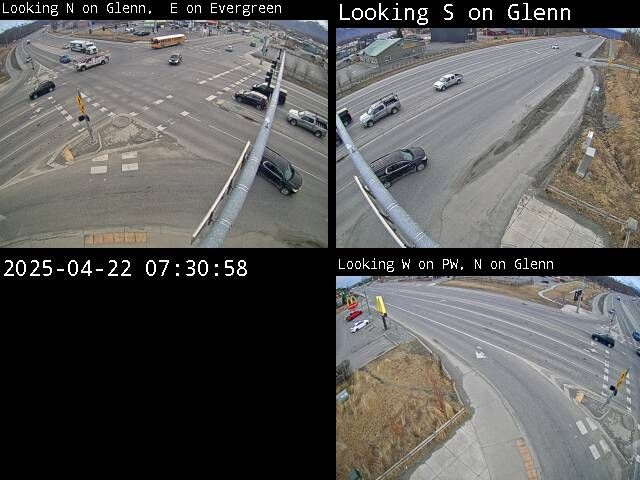 Looking N on Glenn,  E on Evergreen
Looking S on Glenn
2025-04-22 07:30:58
Looking W on PW, N on Glenn